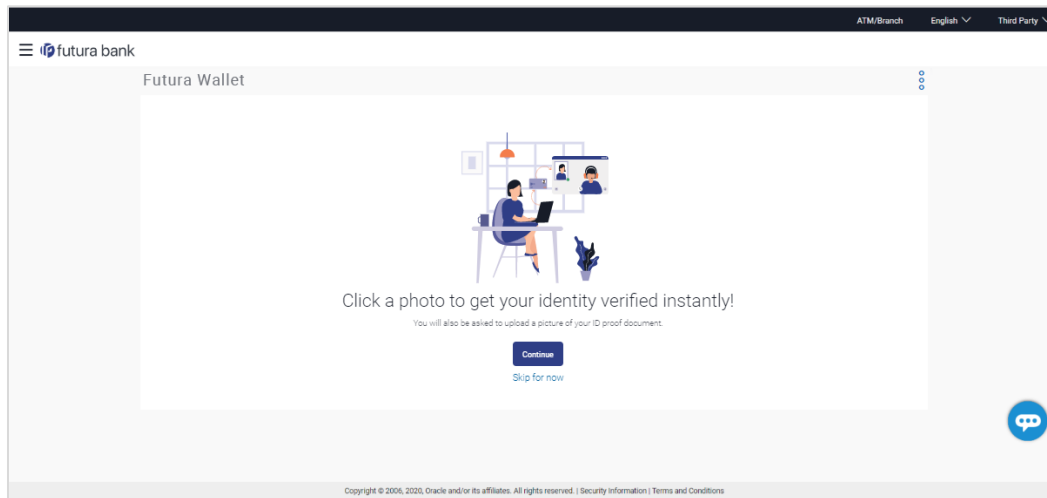 ATM/Branch English Third Party
futura bank
Futura Wallet
Click a photo to get your identity verified instantly!
You will also be asked to upload a picture of your ID proof document.
Continue
Skip for now
Copyright © 2006, 2020, Oracle and/or its affiliates. All rights reserved. | Security Information | Terms and Conditions